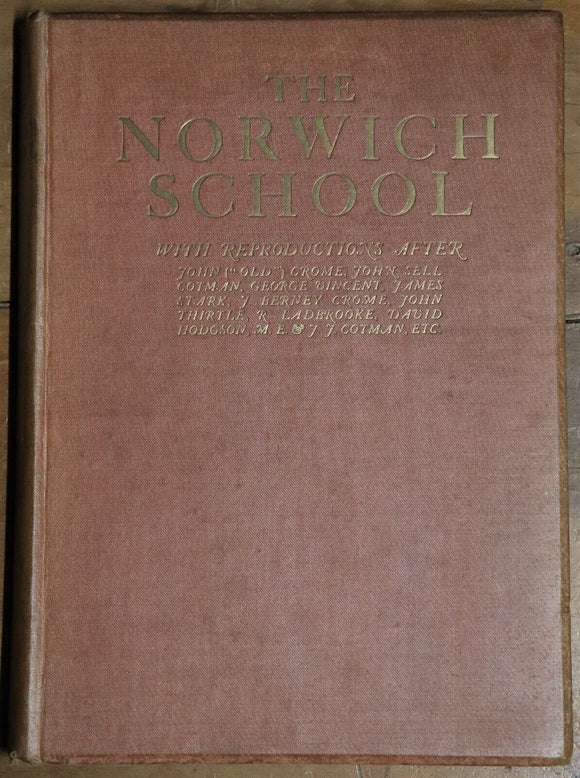 THE
NORWICH
SCHOOL
WITH REPRODUCTIONS AFTER
JOHN ("OLD") CROME, JOHN SELL
COTMAN, GEORGE VINCENT, JAMES
STARK, J BERNEY CROME, JOHN
THIRTLE, R. LADBROOKE, DAVID
HODGSON, M. E. & J. J. COTMAN, ETC.